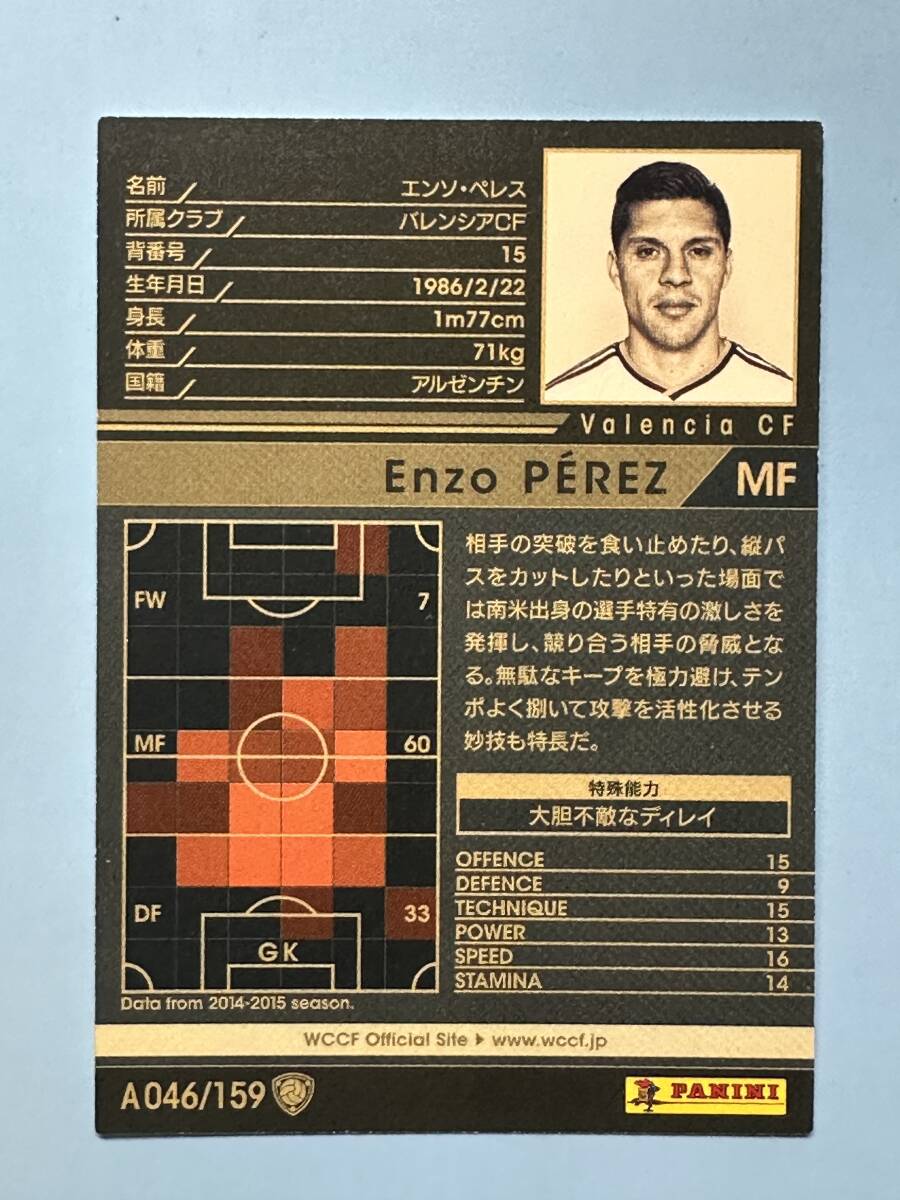 名前 エンソ・ペレス
所属クラブ バレンシアCF
背番号 15
生年月日 1986/2/22
身長 1m77cm
体重 71kg
国籍 アルゼンチン
Valencia CF
Enzo PÉREZ MF
FW 7
MF 60
DF 33
GK
Data from 2014-2015 season.
相手の突破を食い止めたり、縦パ
スをカットしたりといった場面で
は南米出身の選手特有の激しさを
発揮し、競り合う相手の脅威とな
る。無駄なキープを極力避け、テン
ポよく捌いて攻撃を活性化させる
妙技も特長だ。
特殊能力
大胆不敵なディレイ
OFFENCE 15
DEFENCE 9
TECHNIQUE 15
POWER 13
SPEED 16
STAMINA 14
WCCF Official Site ▶ www.wccf.jp
A046/159
PANINI